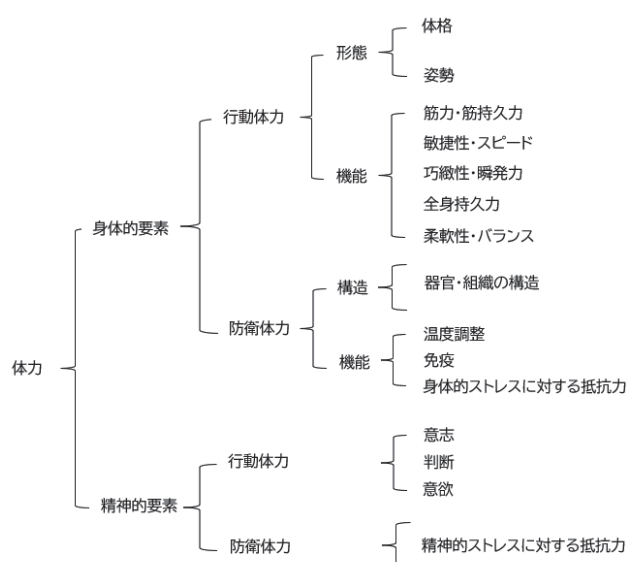 体格
形態
姿勢
行動体力
筋力・筋持久力
敏捷性・スピード
機能
巧緻性・瞬発力
全身持久力
身体的要素
柔軟性・バランス
構造
器官・組織の構造
防衛体力
温度調整
機能
免疫
体力
身体的ストレスに対する抵抗力
意志
行動体力
判断
意欲
精神的要素
防衛体力
精神的ストレスに対する抵抗力